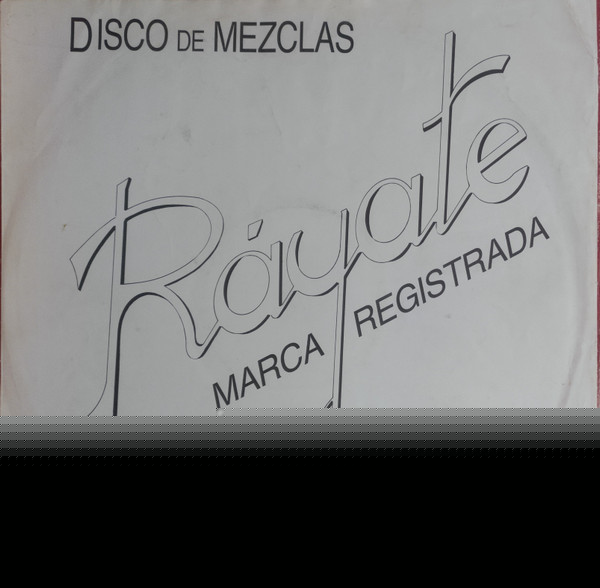 DISCO DE MEZCLAS
Ráyate
MARCA REGISTRADA